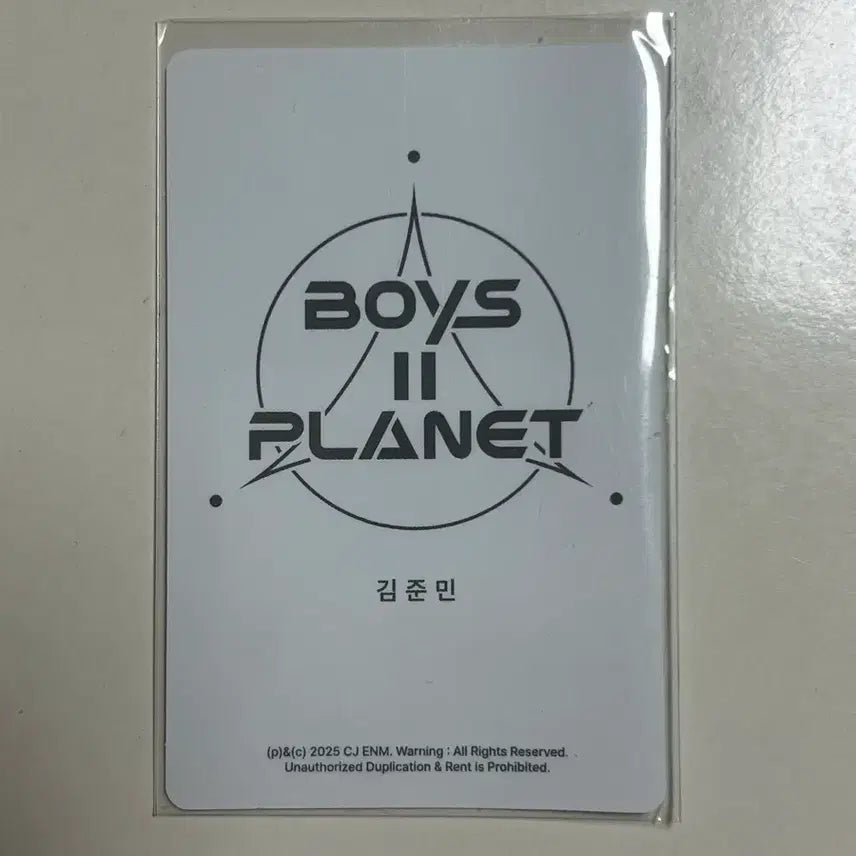 BOYS
II
PLANET
김준민
(p)&(c) 2025 CJ ENM. Warning : All Rights Reserved.
Unauthorized Duplication & Rent is Prohibited.